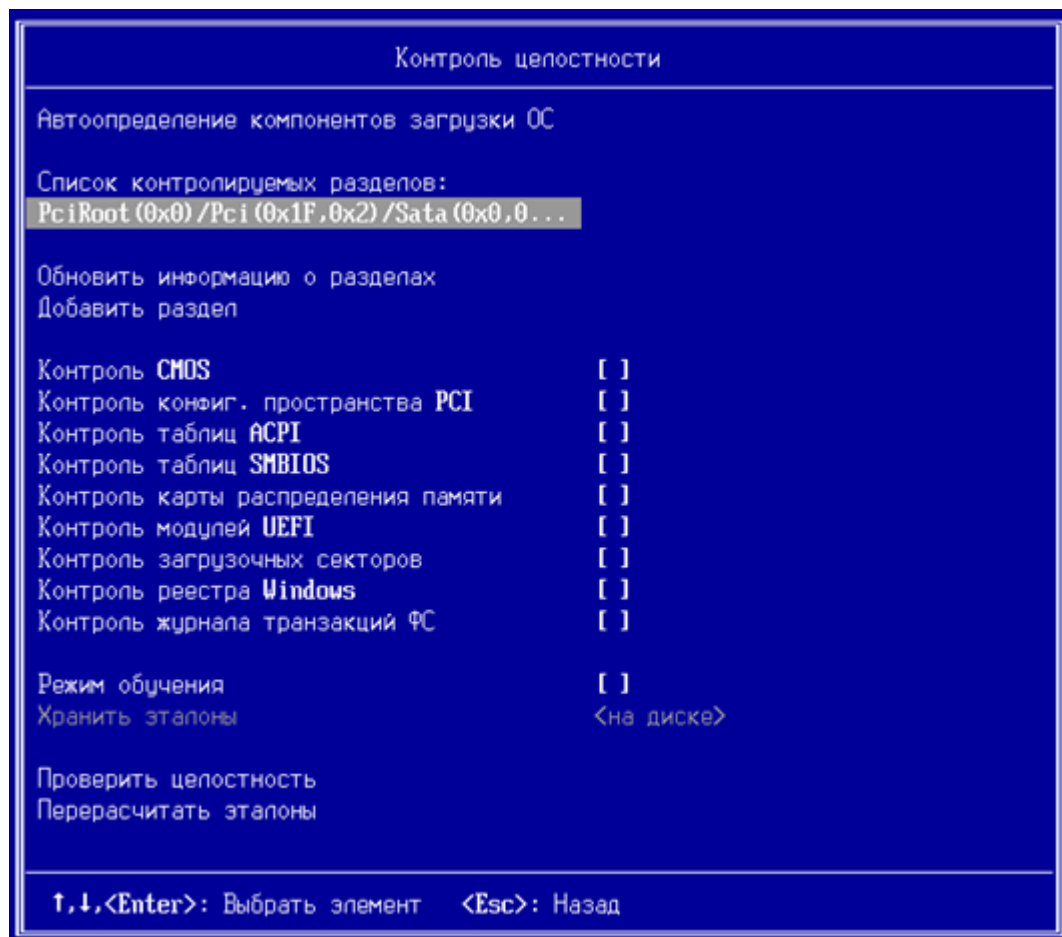 Контроль целостности
Автоопределение компонентов загрузки ОС
Список контролируемых разделов:
PciRoot(0x0)/Pci(0x1F,0x2)/Sata(0x0,0...
Обновить информацию о разделах
Добавить раздел
Контроль CMOS [ ]
Контроль конфиг. пространства PCI [ ]
Контроль таблиц ACPI [ ]
Контроль таблиц SMBIOS [ ]
Контроль карты распределения памяти [ ]
Контроль модулей UEFI [ ]
Контроль загрузочных секторов [ ]
Контроль реестра Windows [ ]
Контроль журнала транзакций ФС [ ]
Режим обучения [ ]
Хранить эталоны <на диске>
Проверить целостность
Перерасчитать эталоны
↑,↓,<Enter>: Выбрать элемент <Esc>: Назад